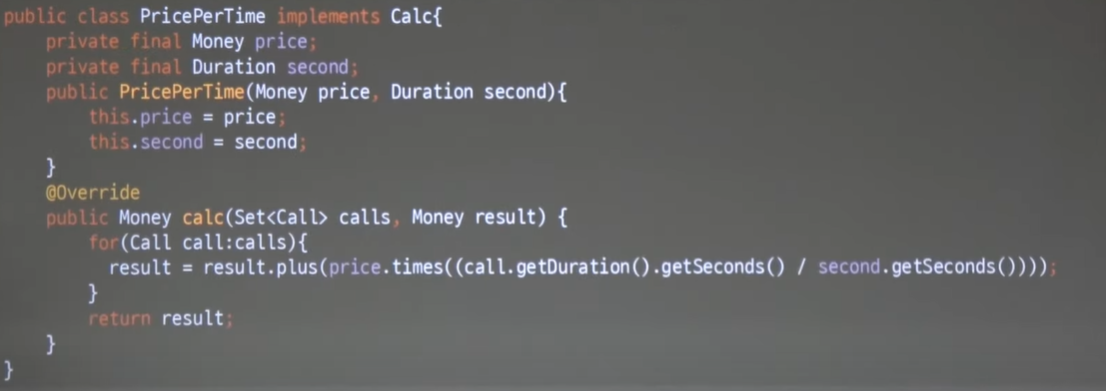 public class PricePerTime implements Calc{
    private final Money price;
    private final Duration second;
    public PricePerTime(Money price, Duration second){
        this.price = price;
        this.second = second;
    }
    @Override
    public Money calc(Set<Call> calls, Money result) {
        for(Call call:calls){
          result = result.plus(price.times((call.getDuration().getSeconds() / second.getSeconds())));
        }
        return result;
    }
}